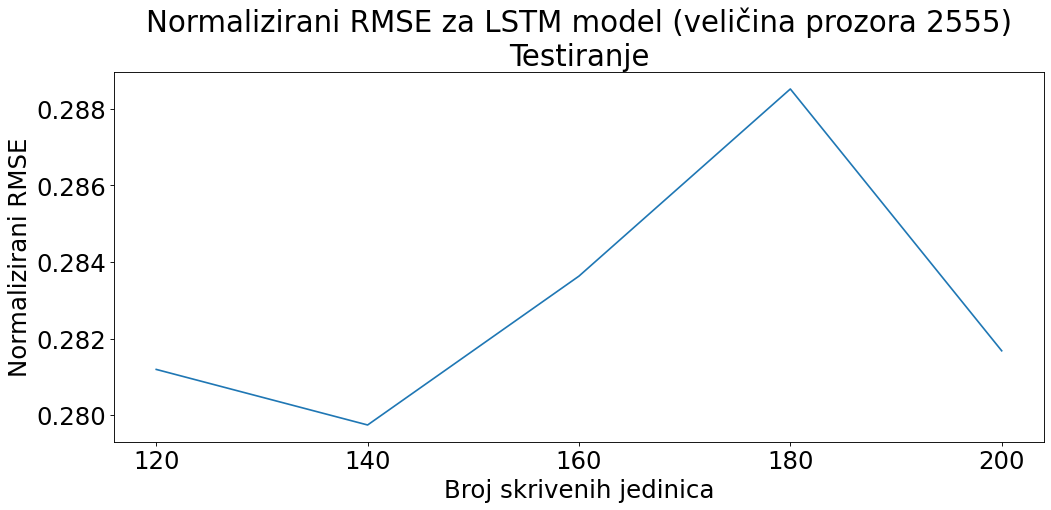 Normalizirani RMSE za LSTM model (veličina prozora 2555)
Testiranje
Normalizirani RMSE
0.288
0.286
0.284
0.282
0.280
120 140 160 180 200
Broj skrivenih jedinica